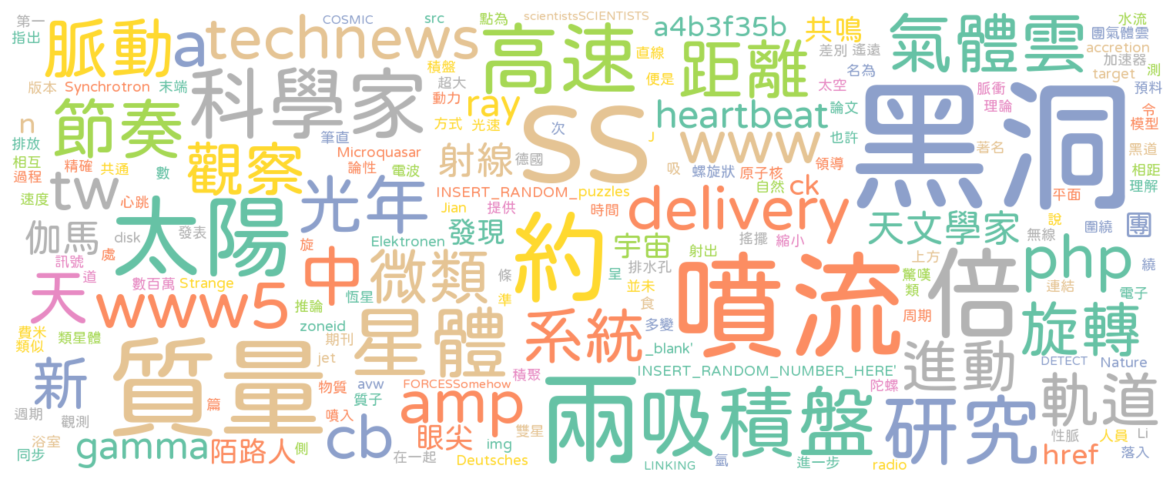 第一 脈動 a technews COSMIC src 點為 scientistsSCIENTISTS a4b3f35b 共鳴 氣體雲 水流
指出 積盤 高速 直線 距離 差別 遙遠 團氣體雲
版本 Synchrotron 末端 科學家 超大 便是 名為 accretion 加速器
節奏 動力 ray SS heartbeat 太空 脈衝 target 測
n 方式 光速 次 J www 論文 理論 黑洞 預料
排放 筆直 也許 令
相互 精確 共通 數 觀察 Microquasar 射線 德國 吸 螺旋狀 原子核 領導 著名 模型
過程 tw 論性 電波 黑道 相距
速度 心跳 光年 INSERT_RANDOM_ puzzles 自然 ck 平面 理解
太陽 Jian 提供 約 時間 delivery 說
伽馬 disk 發表 旋 Elektronen 發現 搖擺 縮小 天文學家 無線 圍繞 團
訊號 處 中 條 宇宙 射出 上方 繞
天 道 數百萬 Strange 恆星 微類 準 呈 排水孔 並未 噴流 驚嘆 類 倍 連結 php
www5 推論 食 電子
費米 類星體 zoneid 星體 系統 多變 周期 旋轉
類似 質量 期刊 _blank'
新 jet 積聚 INSERT_RANDOM_NUMBER_HERE' 進動 DETECT Nature
物質 avw FORCESSomehow 兩 吸積盤 陀螺 軌道
週期 觀測 篇 噴入 質子 amp 研究
浴室 gamma 陌路人 側 cb 眼尖 雙星 img 性脈 人員 Li
同步 在一起 Deutsches LINKING 氫 進一步 radio href 落入